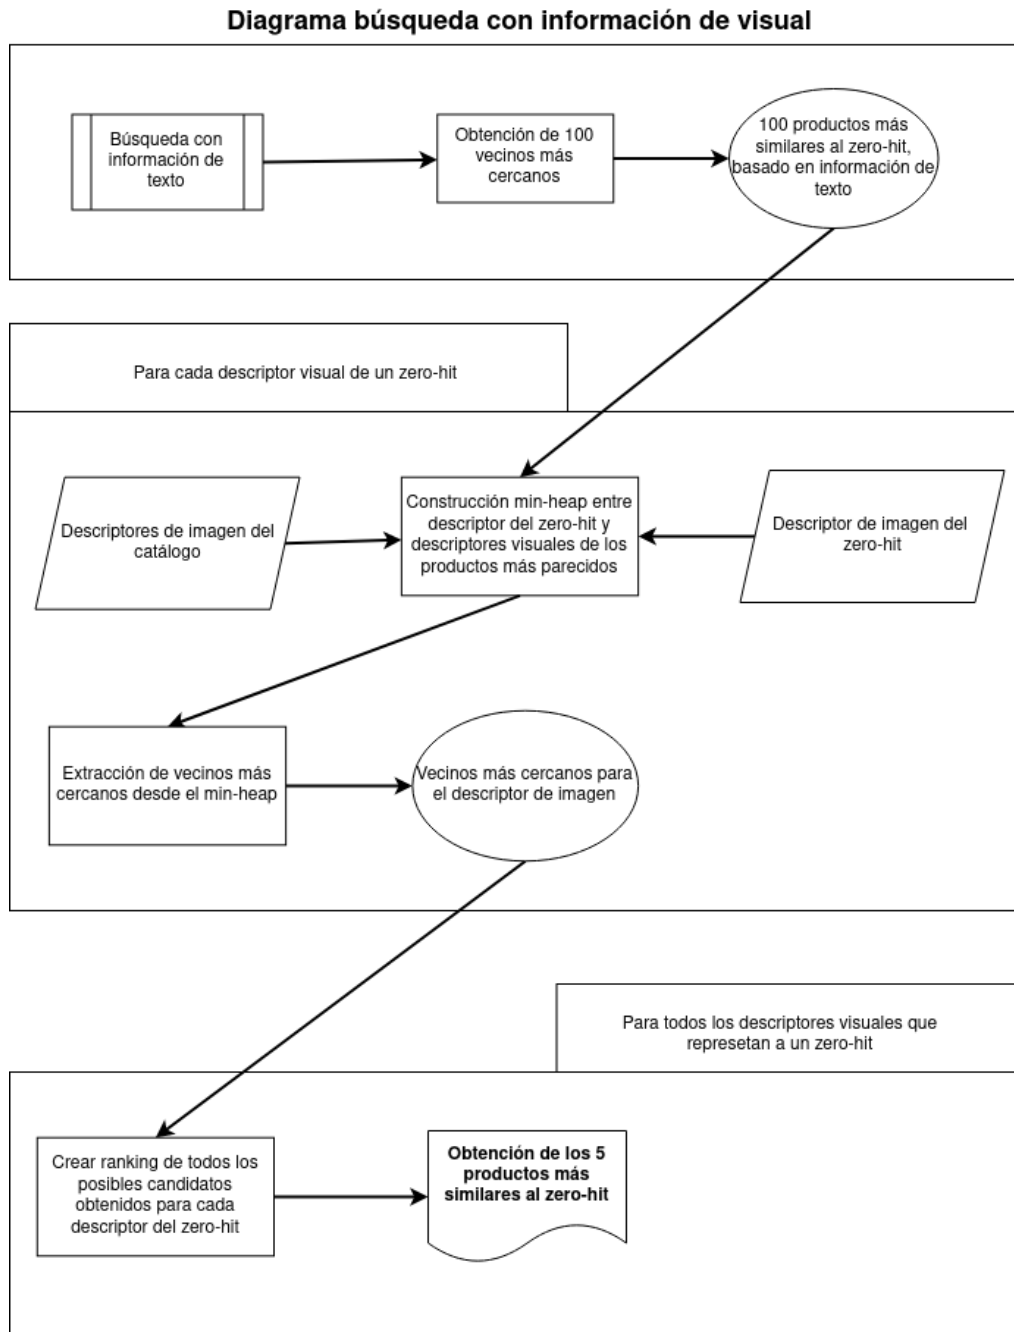 Diagrama búsqueda con información de visual
Búsqueda con
información de
texto
Obtención de 100
vecinos más
cercanos
100 productos más
similares al zero-hit,
basado en información de
texto
Para cada descriptor visual de un zero-hit
Descriptores de imagen del
catálogo
Construcción min-heap entre
descriptor del zero-hit y
descriptores visuales de los
productos más parecidos
Descriptor de imagen del
zero-hit
Extracción de vecinos más
cercanos desde el min-heap
Vecinos más cercanos para
el descriptor de imagen
Para todos los descriptores visuales que
represetan a un zero-hit
Crear ranking de todos los
posibles candidatos
obtenidos para cada
descriptor del zero-hit
Obtención de los 5
productos más
similares al zero-hit